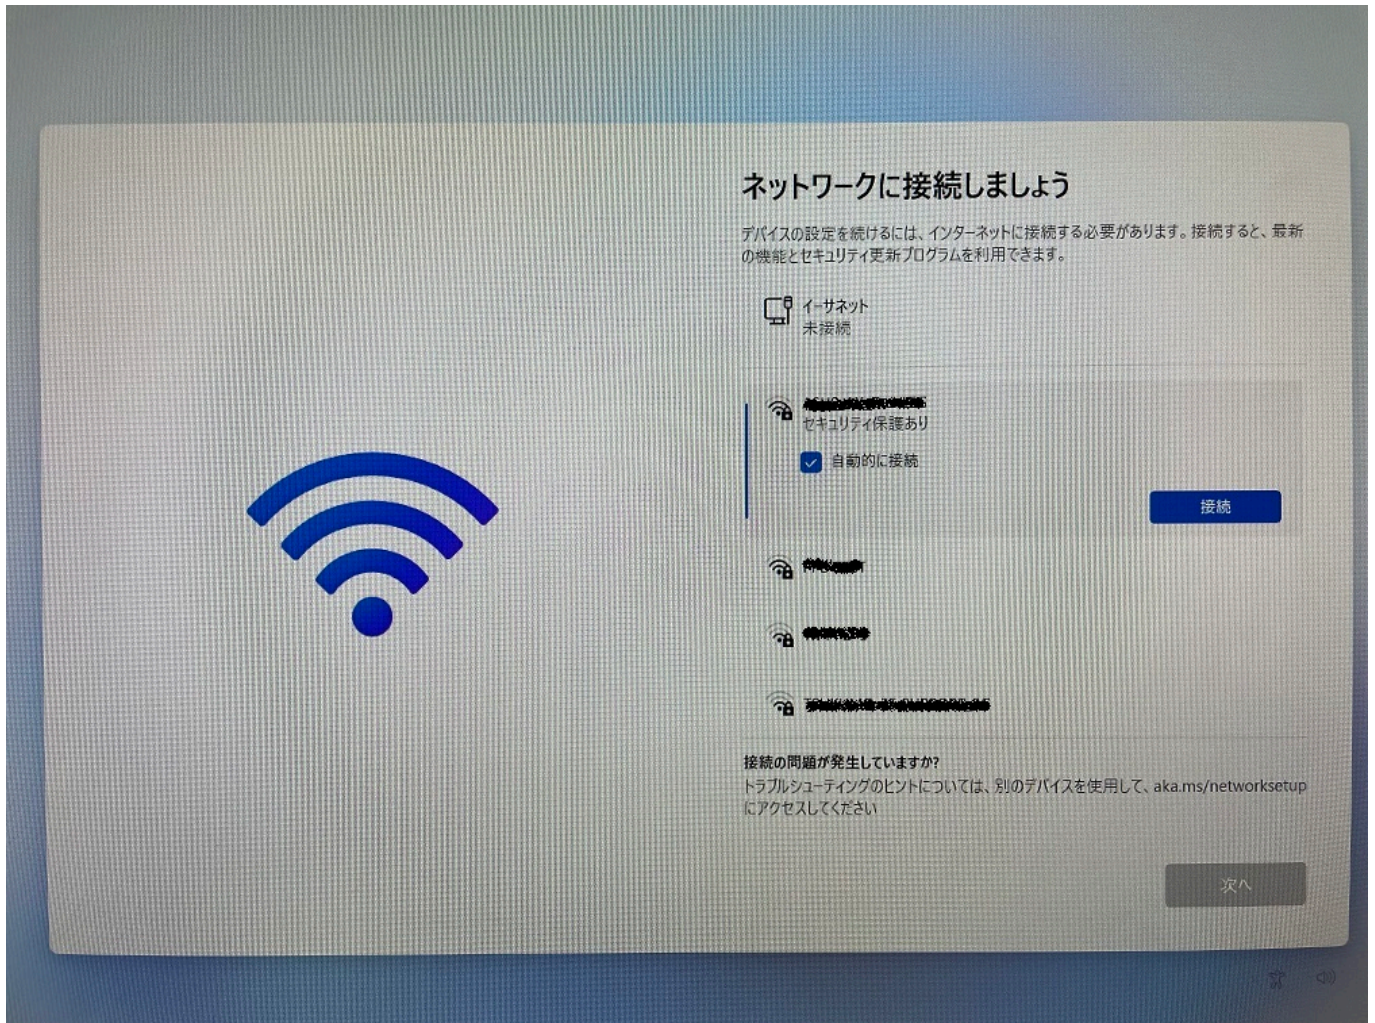 ネットワークに接続しましょう
デバイスの設定を続けるには、インターネットに接続する必要があります。接続すると、最新
の機能とセキュリティ更新プログラムを利用できます。
イーサネット
未接続
セキュリティ保護あり
自動的に接続
接続
接続の問題が発生していますか?
トラブルシューティングのヒントについては、別のデバイスを使用して、aka.ms/networksetup
にアクセスしてください
次へ